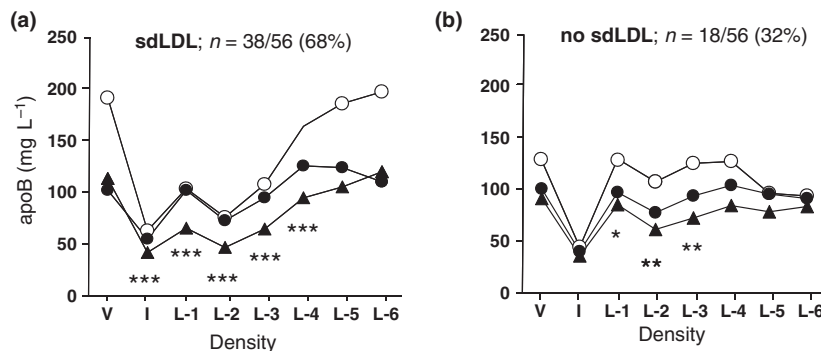 (a)
sdLDL; n = 38/56 (68%)
250
200
150
100
50
0
apoB (mg L⁻¹)
***
***
***
***
***
V I L-1 L-2 L-3 L-4 L-5 L-6
Density
(b)
no sdLDL; n = 18/56 (32%)
250
200
150
100
50
0
*
**
**
V I L-1 L-2 L-3 L-4 L-5 L-6
Density